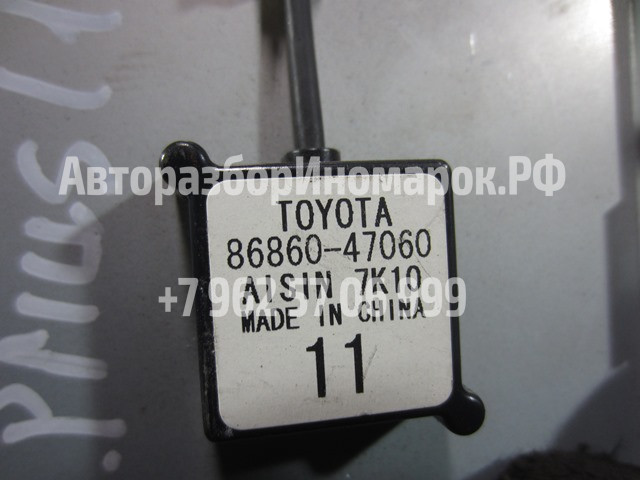 АвторазборИномарок.РФ
TOYOTA
86860-47060
AISIN 7K10
MADE IN CHINA
11
Prius